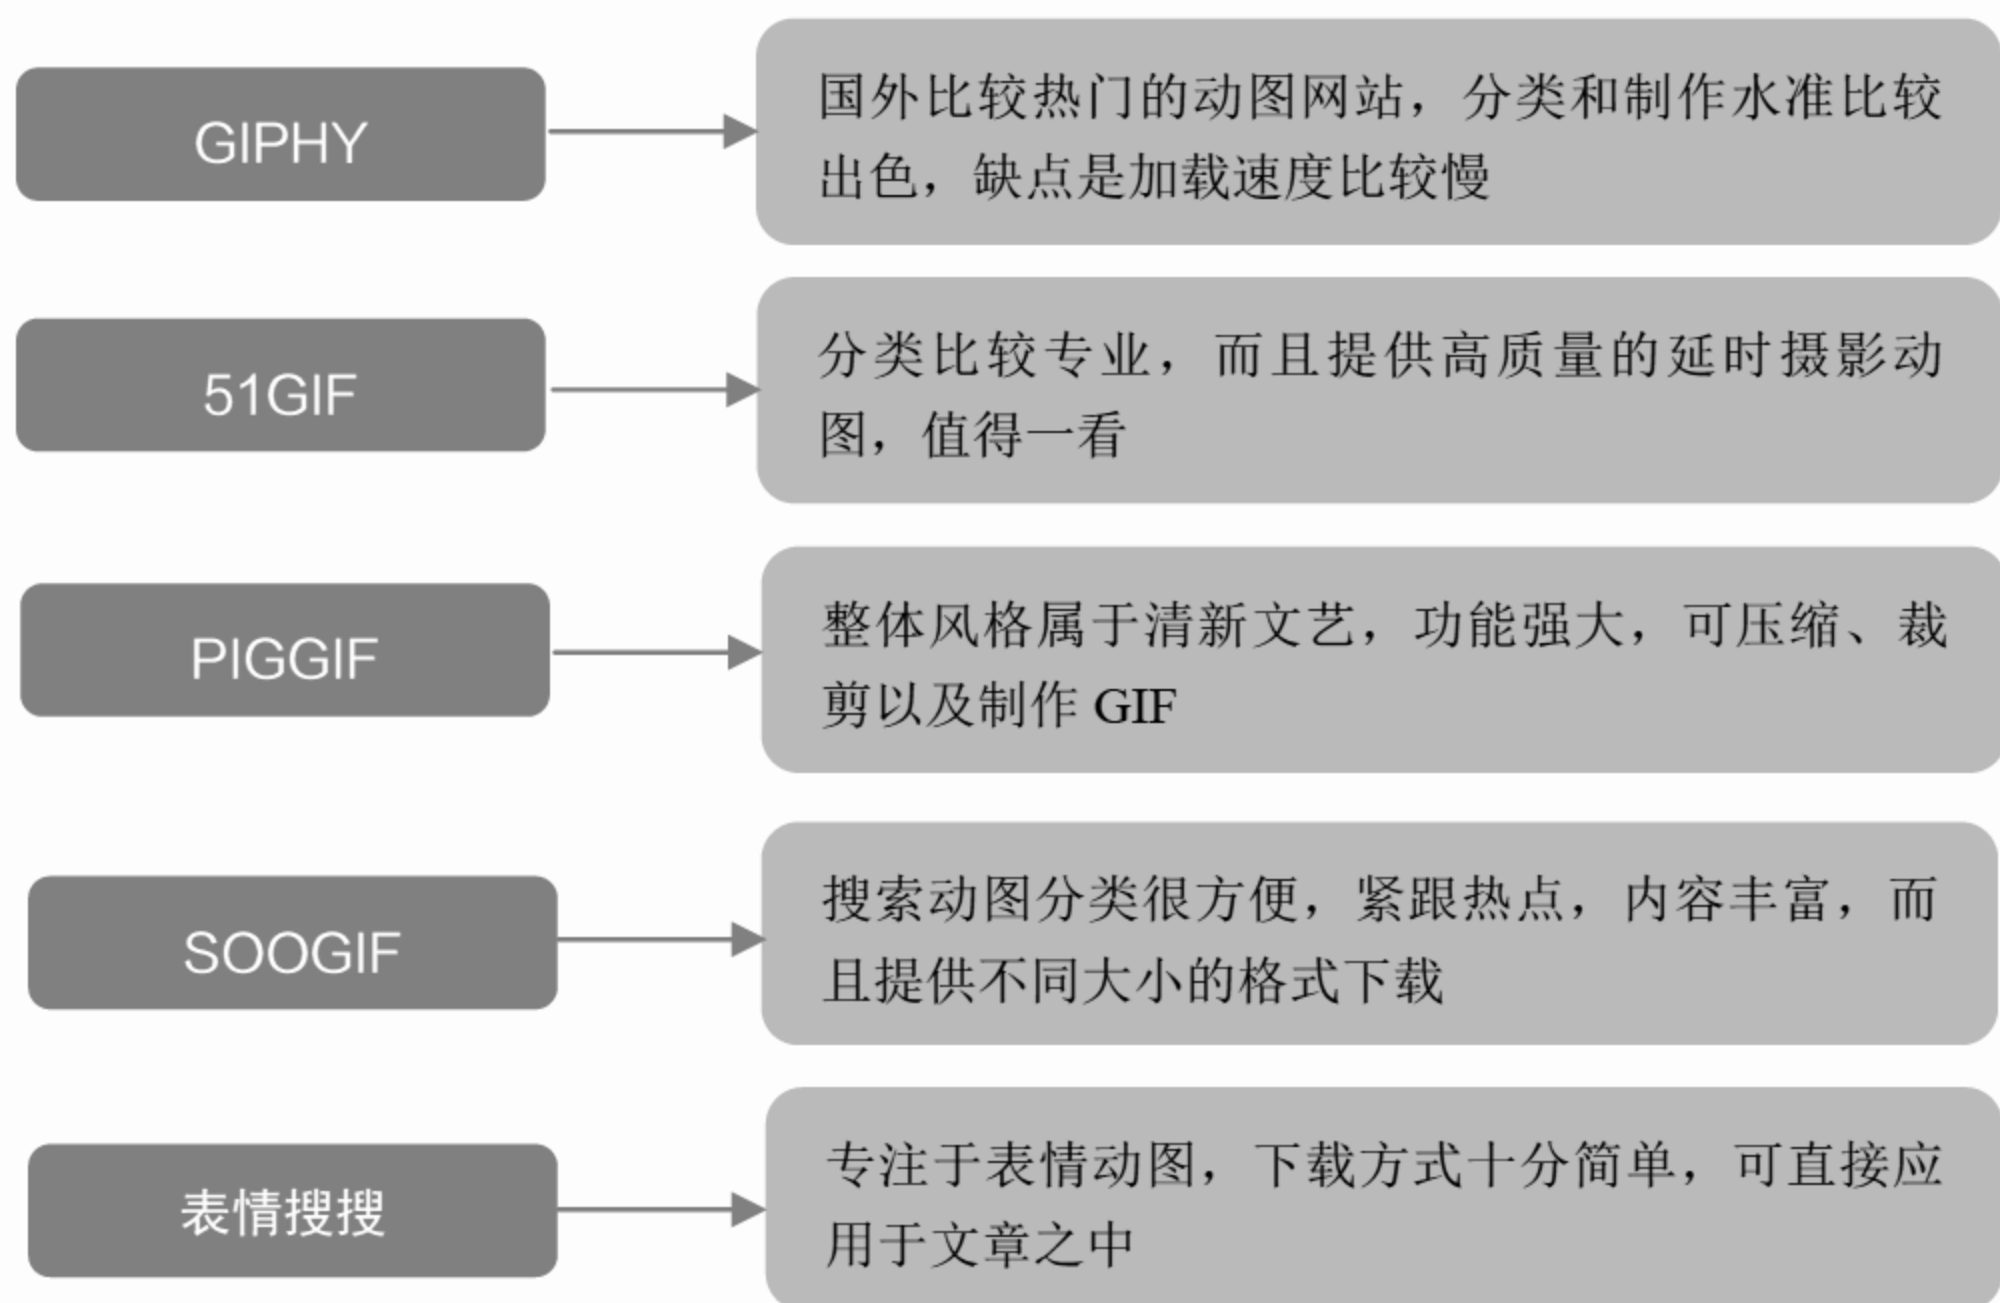 GIPHY
国外比较热门的动图网站，分类和制作水准比较
出色，缺点是加载速度比较慢
51GIF
分类比较专业，而且提供高质量的延时摄影动
图，值得一看
PIGGIF
整体风格属于清新文艺，功能强大，可压缩、裁
剪以及制作 GIF
SOOGIF
搜索动图分类很方便，紧跟热点，内容丰富，而
且提供不同大小的格式下载
表情搜搜
专注于表情动图，下载方式十分简单，可直接应
用于文章之中